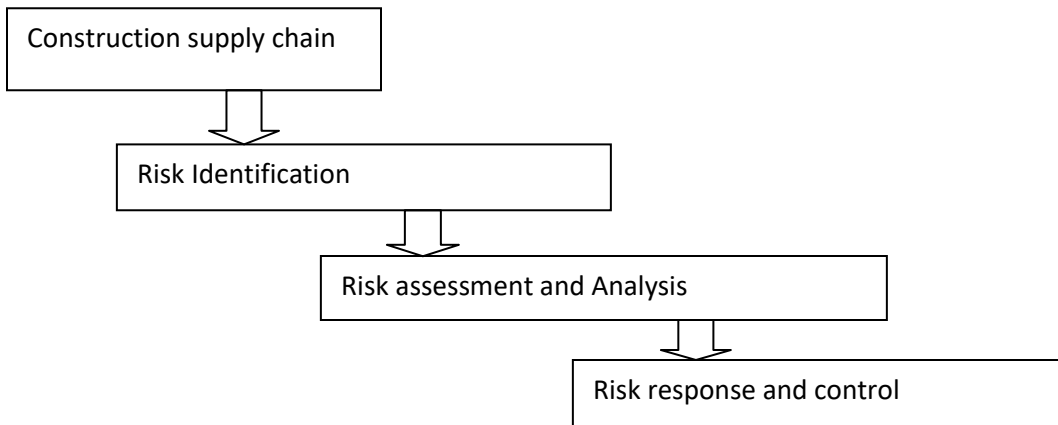 Construction supply chain
Risk Identification
Risk assessment and Analysis
Risk response and control